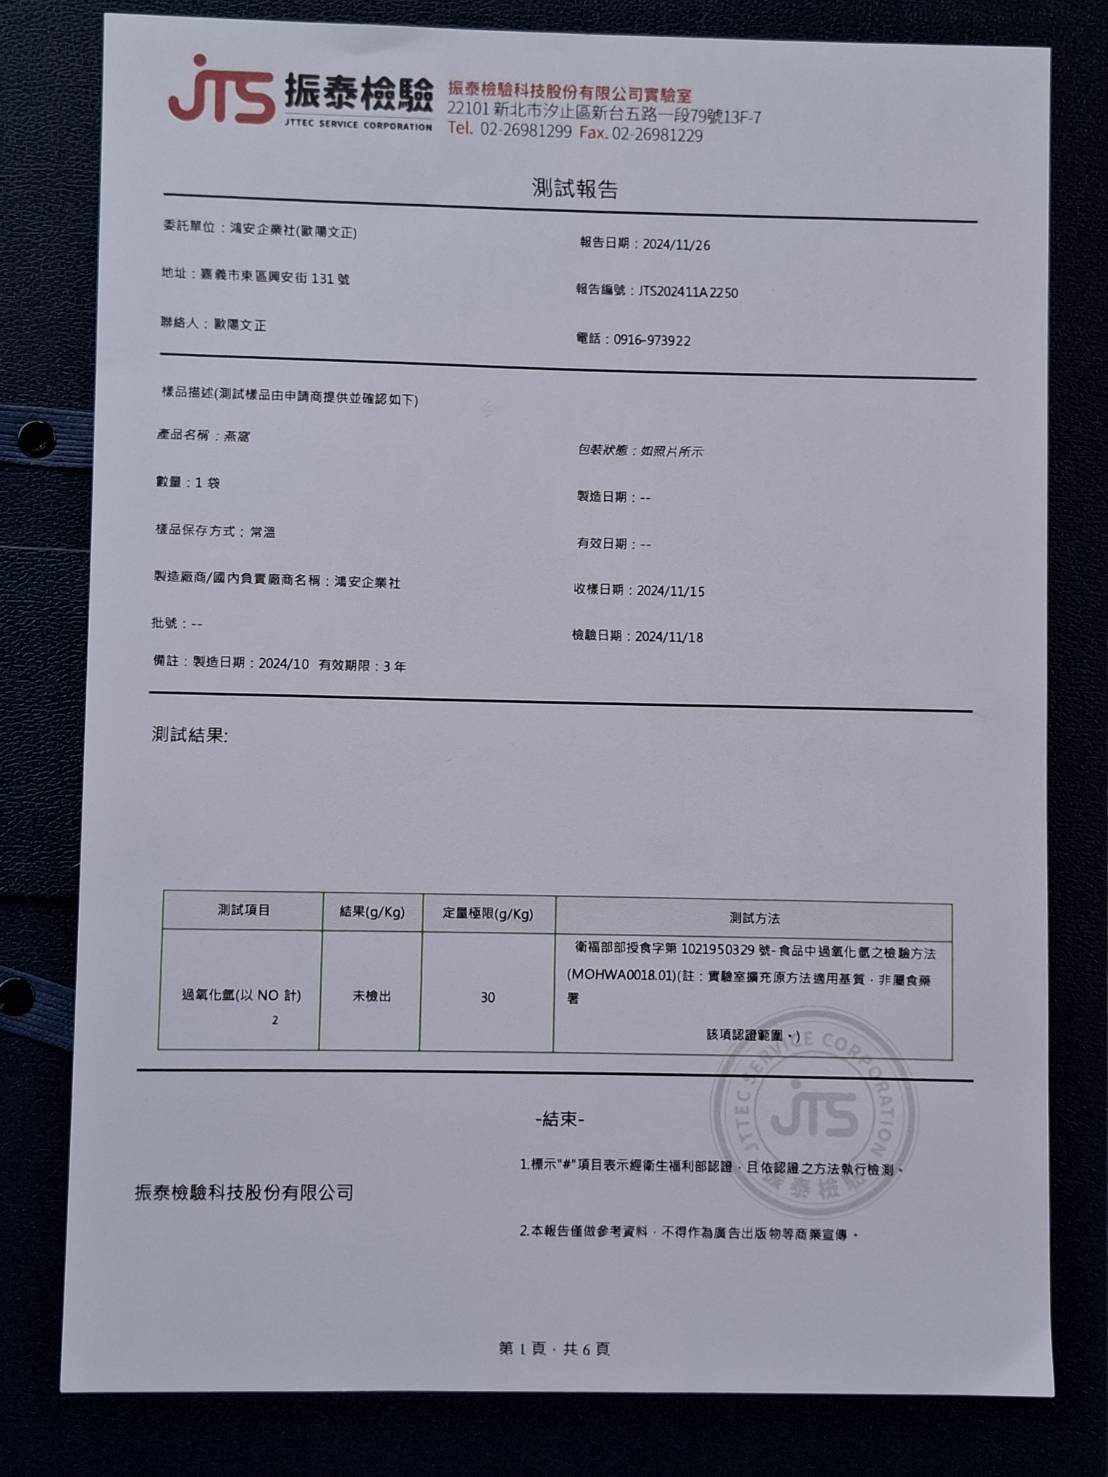 JTS 振泰檢驗
JTTEC SERVICE CORPORATION
振泰檢驗科技股份有限公司實驗室
22101 新北市汐止區新台五路一段79號13F-7
Tel. 02-26981299 Fax. 02-26981229
測試報告
委託單位：鴻安企業社(歐陽文正)
報告日期：2024/11/26
地址：嘉義市東區興安街 131 號
報告編號：JTS202411A2250
聯絡人：歐陽文正
電話：0916-973922
樣品描述(測試樣品由申請商提供並確認如下)
產品名稱：燕窩
包裝狀態：如照片所示
數量：1 袋
製造日期：--
樣品保存方式：常溫
有效日期：--
製造廠商/國內負責廠商名稱：鴻安企業社
收樣日期：2024/11/15
批號：--
檢驗日期：2024/11/18
備註：製造日期：2024/10 有效期限：3 年
測試結果:
測試項目 結果(g/Kg) 定量極限(g/Kg) 測試方法
衛福部部授食字第 1021950329 號-食品中過氧化氫之檢驗方法
(MOHWA0018.01)(註：實驗室擴充原方法適用基質，非屬食藥
署
該項認證範圍。)
過氧化氫(以 NO 計)
2
未檢出
30
-結束-
JTTEC SERVICE CORPORATION
JTS
振泰檢驗
1.標示"#"項目表示經衛生福利部認證，且依認證之方法執行檢測。
振泰檢驗科技股份有限公司
2.本報告僅做參考資料，不得作為廣告出版物等商業宣傳。
第 1 頁，共 6 頁